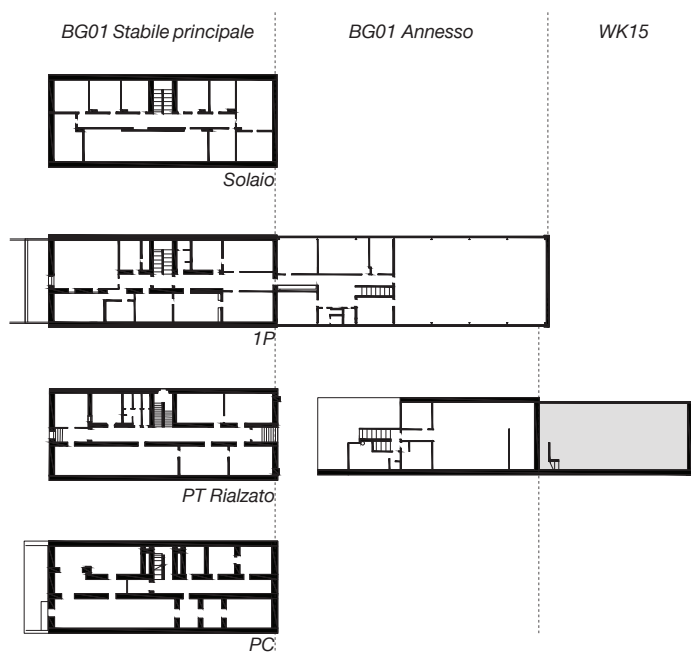 BG01 Stabile principale
BG01 Annesso
WK15
Solaio
1P
PT Rialzato
PC